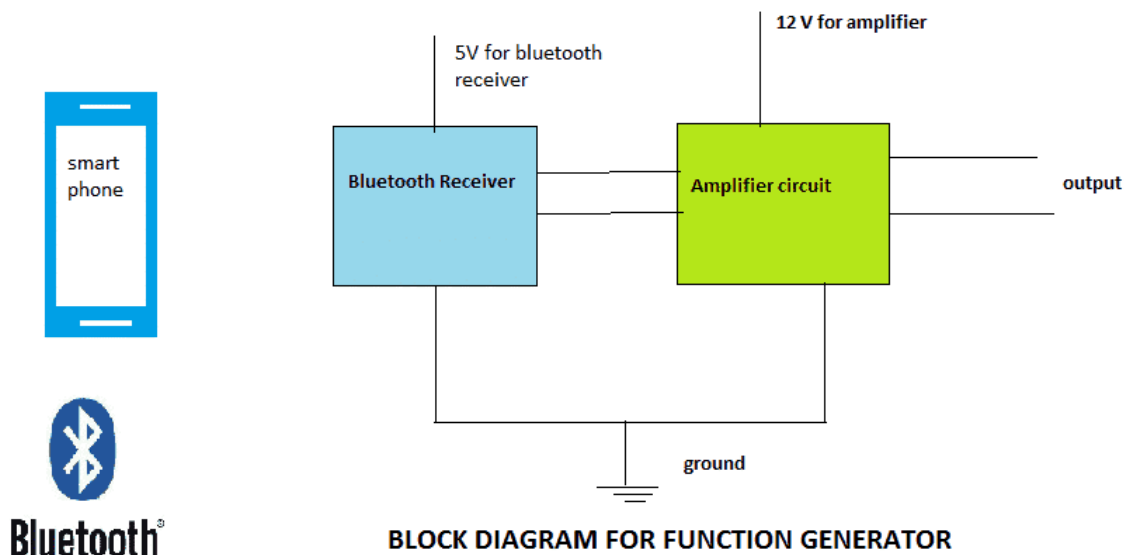 12 V for amplifier
5V for bluetooth
receiver
smart
phone
Bluetooth Receiver
Amplifier circuit
output
ground
Bluetooth®
BLOCK DIAGRAM FOR FUNCTION GENERATOR